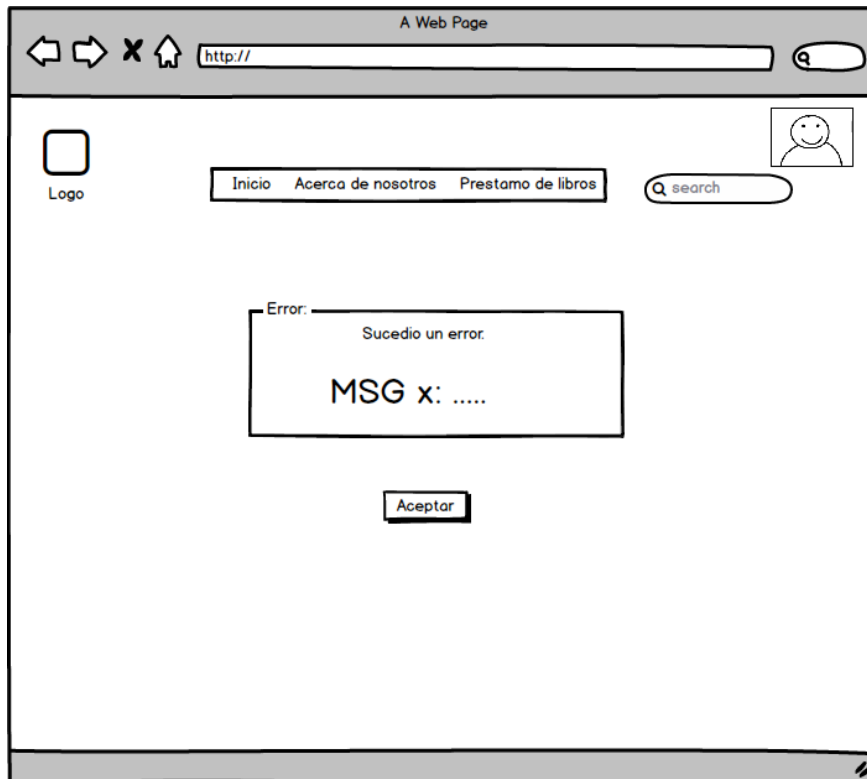 A Web Page
http://
Logo
Inicio Acerca de nosotros Prestamo de libros
search
Error:
Sucedio un error.
MSG x: .....
Aceptar